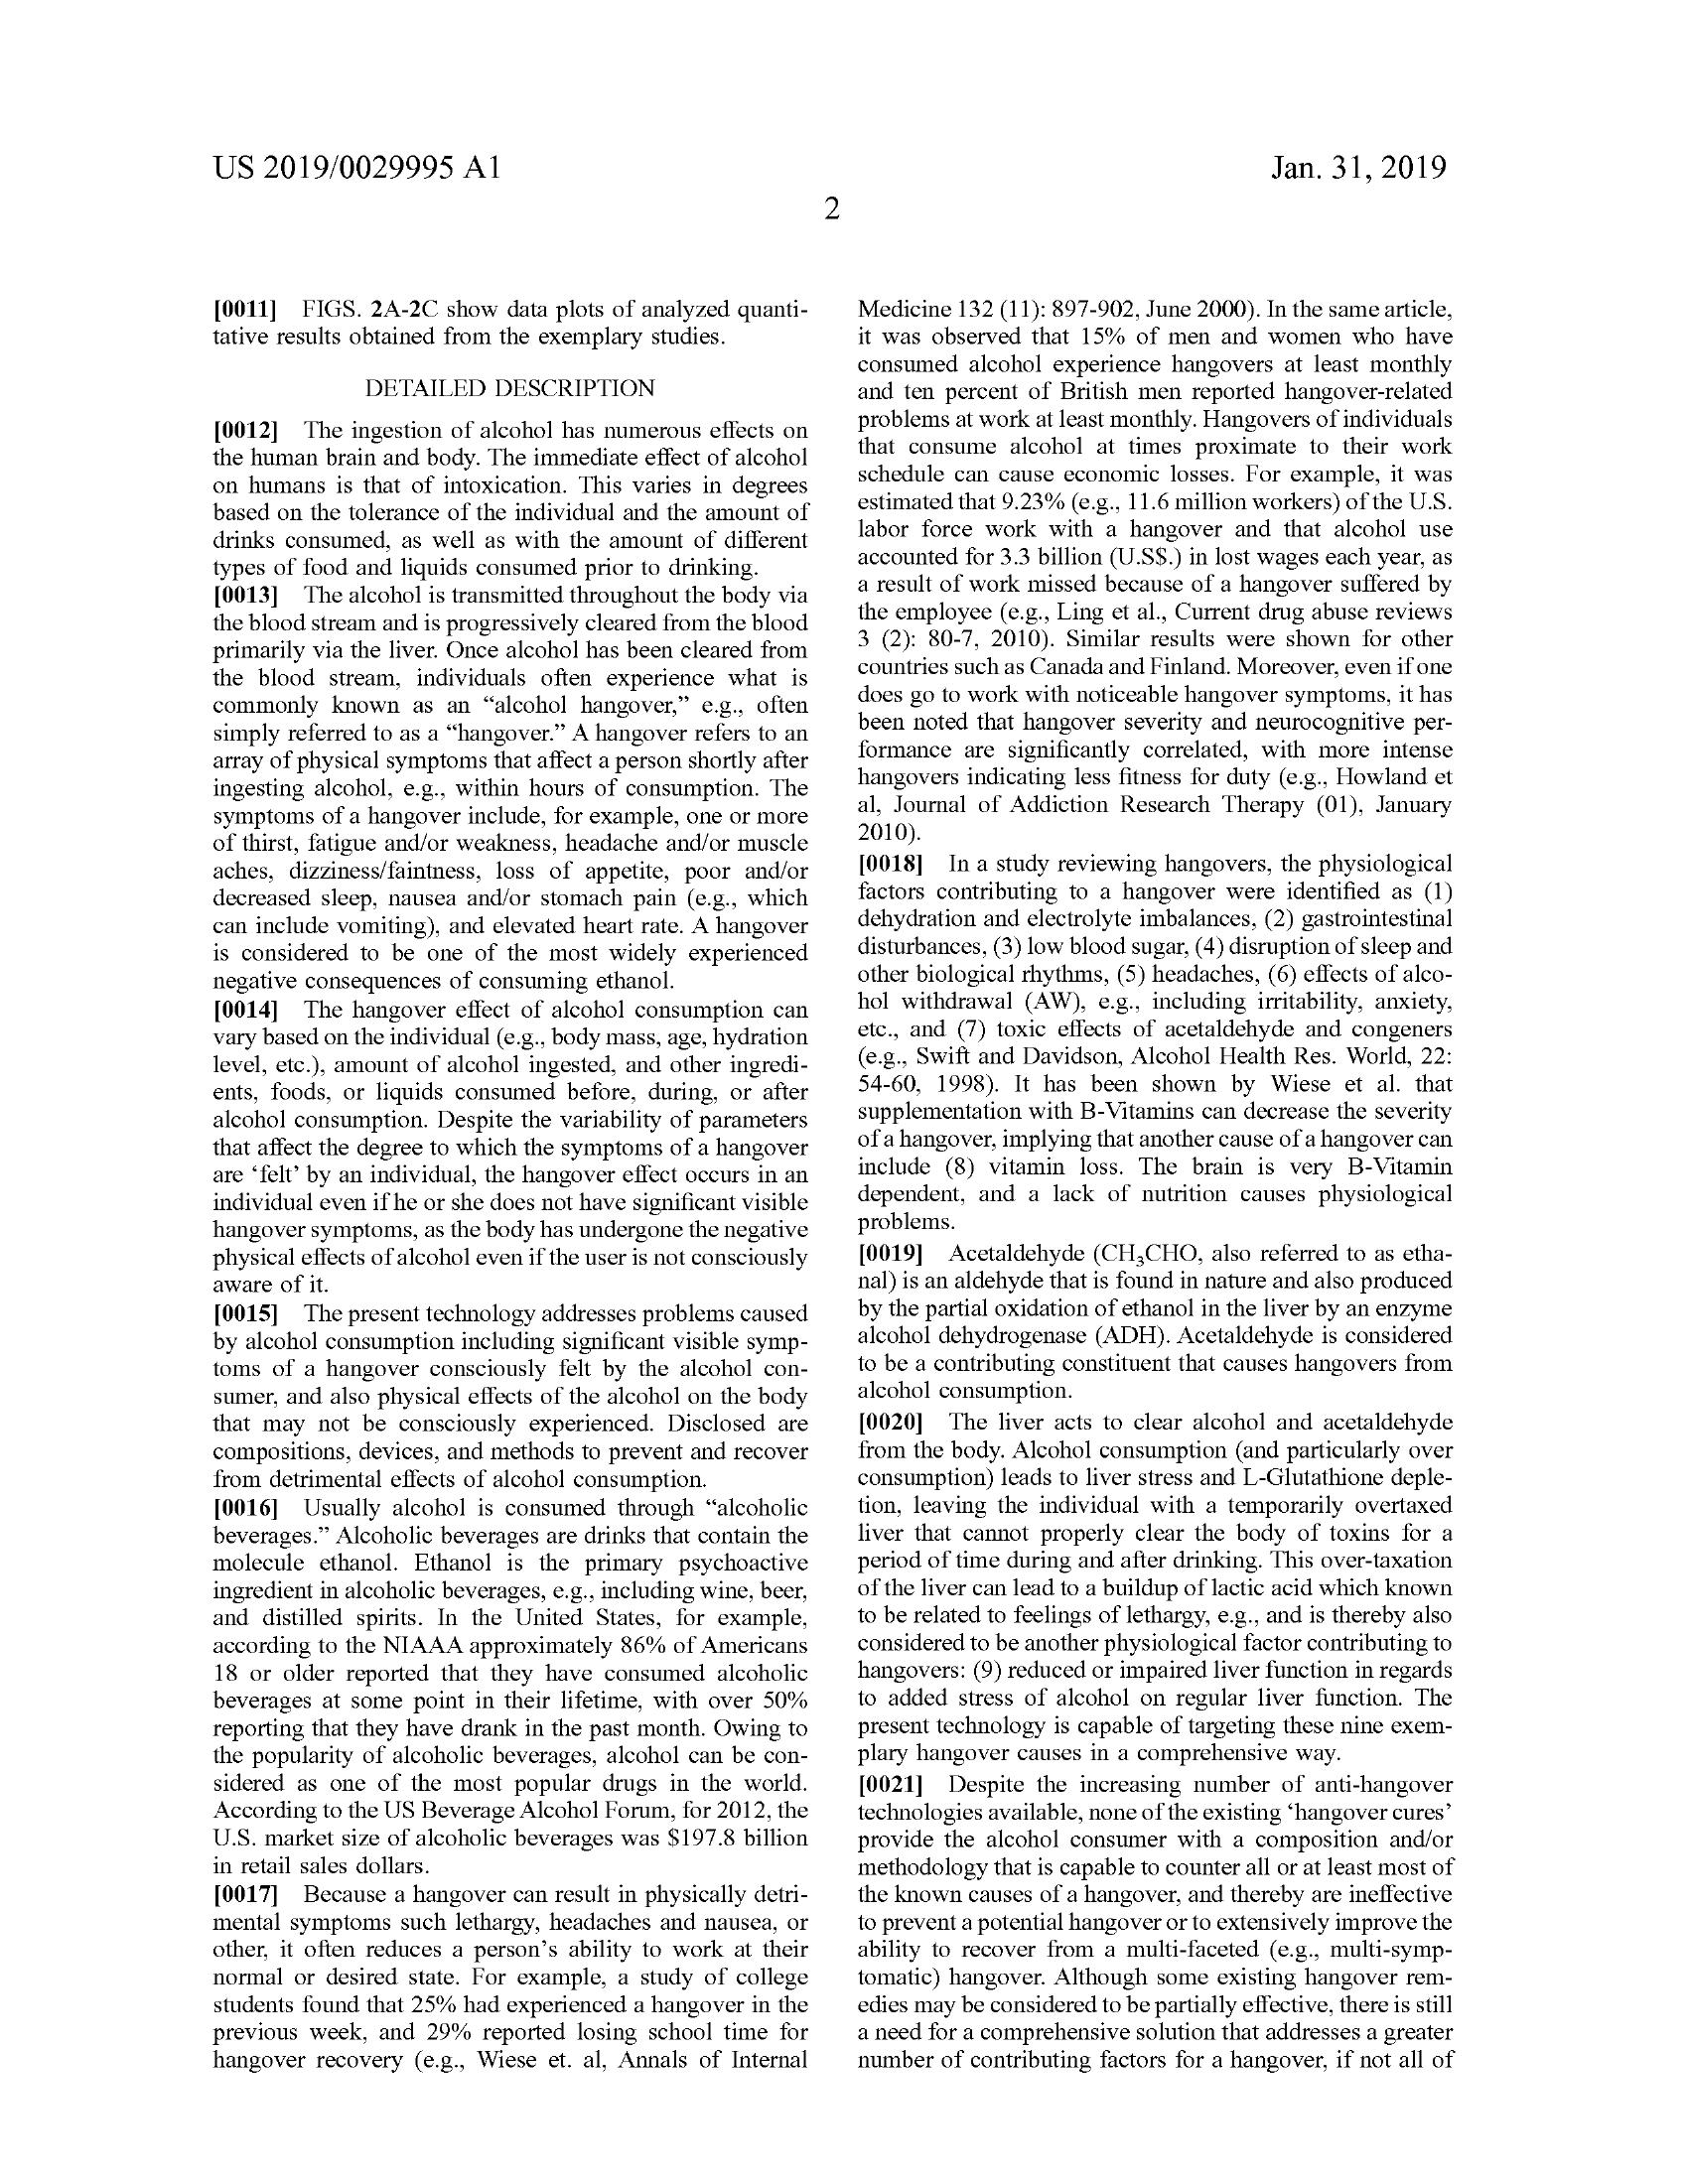 US 2019/0029995 A1
Jan. 31, 2019
2
[0011] FIGS. 2A-2C show data plots of analyzed quanti-
tative results obtained from the exemplary studies.
DETAILED DESCRIPTION
[0012] The ingestion of alcohol has numerous effects on
the human brain and body. The immediate effect of alcohol
on humans is that of intoxication. This varies in degrees
based on the tolerance of the individual and the amount of
drinks consumed, as well as with the amount of different
types of food and liquids consumed prior to drinking.
[0013] The alcohol is transmitted throughout the body via
the blood stream and is progressively cleared from the blood
primarily via the liver. Once alcohol has been cleared from
the blood stream, individuals often experience what is
commonly known as an “alcohol hangover,” e.g., often
simply referred to as a “hangover.” A hangover refers to an
array of physical symptoms that affect a person shortly after
ingesting alcohol, e.g., within hours of consumption. The
symptoms of a hangover include, for example, one or more
of thirst, fatigue and/or weakness, headache and/or muscle
aches, dizziness/faintness, loss of appetite, poor and/or
decreased sleep, nausea and/or stomach pain (e.g., which
can include vomiting), and elevated heart rate. A hangover
is considered to be one of the most widely experienced
negative consequences of consuming ethanol.
[0014] The hangover effect of alcohol consumption can
vary based on the individual (e.g., body mass, age, hydration
level, etc.), amount of alcohol ingested, and other ingredi-
ents, foods, or liquids consumed before, during, or after
alcohol consumption. Despite the variability of parameters
that affect the degree to which the symptoms of a hangover
are ‘felt’ by an individual, the hangover effect occurs in an
individual even if he or she does not have significant visible
hangover symptoms, as the body has undergone the negative
physical effects of alcohol even if the user is not consciously
aware of it.
[0015] The present technology addresses problems caused
by alcohol consumption including significant visible symp-
toms of a hangover consciously felt by the alcohol con-
sumer, and also physical effects of the alcohol on the body
that may not be consciously experienced. Disclosed are
compositions, devices, and methods to prevent and recover
from detrimental effects of alcohol consumption.
[0016] Usually alcohol is consumed through “alcoholic
beverages.” Alcoholic beverages are drinks that contain the
molecule ethanol. Ethanol is the primary psychoactive
ingredient in alcoholic beverages, e.g., including wine, beer,
and distilled spirits. In the United States, for example,
according to the NIAAA approximately 86% of Americans
18 or older reported that they have consumed alcoholic
beverages at some point in their lifetime, with over 50%
reporting that they have drank in the past month. Owing to
the popularity of alcoholic beverages, alcohol can be con-
sidered as one of the most popular drugs in the world.
According to the US Beverage Alcohol Forum, for 2012, the
U.S. market size of alcoholic beverages was $197.8 billion
in retail sales dollars.
[0017] Because a hangover can result in physically detri-
mental symptoms such lethargy, headaches and nausea, or
other, it often reduces a person’s ability to work at their
normal or desired state. For example, a study of college
students found that 25% had experienced a hangover in the
previous week, and 29% reported losing school time for
hangover recovery (e.g., Wiese et. al, Annals of Internal
Medicine 132 (11): 897-902, June 2000). In the same article,
it was observed that 15% of men and women who have
consumed alcohol experience hangovers at least monthly
and ten percent of British men reported hangover-related
problems at work at least monthly. Hangovers of individuals
that consume alcohol at times proximate to their work
schedule can cause economic losses. For example, it was
estimated that 9.23% (e.g., 11.6 million workers) of the U.S.
labor force work with a hangover and that alcohol use
accounted for 3.3 billion (U.S$.) in lost wages each year, as
a result of work missed because of a hangover suffered by
the employee (e.g., Ling et al., Current drug abuse reviews
3 (2): 80-7, 2010). Similar results were shown for other
countries such as Canada and Finland. Moreover, even if one
does go to work with noticeable hangover symptoms, it has
been noted that hangover severity and neurocognitive per-
formance are significantly correlated, with more intense
hangovers indicating less fitness for duty (e.g., Howland et
al, Journal of Addiction Research Therapy (01), January
2010).
[0018] In a study reviewing hangovers, the physiological
factors contributing to a hangover were identified as (1)
dehydration and electrolyte imbalances, (2) gastrointestinal
disturbances, (3) low blood sugar, (4) disruption of sleep and
other biological rhythms, (5) headaches, (6) effects of alco-
hol withdrawal (AW), e.g., including irritability, anxiety,
etc., and (7) toxic effects of acetaldehyde and congeners
(e.g., Swift and Davidson, Alcohol Health Res. World, 22:
54-60, 1998). It has been shown by Wiese et al. that
supplementation with B-Vitamins can decrease the severity
of a hangover, implying that another cause of a hangover can
include (8) vitamin loss. The brain is very B-Vitamin
dependent, and a lack of nutrition causes physiological
problems.
[0019] Acetaldehyde (CH₃CHO, also referred to as etha-
nal) is an aldehyde that is found in nature and also produced
by the partial oxidation of ethanol in the liver by an enzyme
alcohol dehydrogenase (ADH). Acetaldehyde is considered
to be a contributing constituent that causes hangovers from
alcohol consumption.
[0020] The liver acts to clear alcohol and acetaldehyde
from the body. Alcohol consumption (and particularly over
consumption) leads to liver stress and L-Glutathione deple-
tion, leaving the individual with a temporarily overtaxed
liver that cannot properly clear the body of toxins for a
period of time during and after drinking. This over-taxation
of the liver can lead to a buildup of lactic acid which known
to be related to feelings of lethargy, e.g., and is thereby also
considered to be another physiological factor contributing to
hangovers: (9) reduced or impaired liver function in regards
to added stress of alcohol on regular liver function. The
present technology is capable of targeting these nine exem-
plary hangover causes in a comprehensive way.
[0021] Despite the increasing number of anti-hangover
technologies available, none of the existing ‘hangover cures’
provide the alcohol consumer with a composition and/or
methodology that is capable to counter all or at least most of
the known causes of a hangover, and thereby are ineffective
to prevent a potential hangover or to extensively improve the
ability to recover from a multi-faceted (e.g., multi-symp-
tomatic) hangover. Although some existing hangover rem-
edies may be considered to be partially effective, there is still
a need for a comprehensive solution that addresses a greater
number of contributing factors for a hangover, if not all of